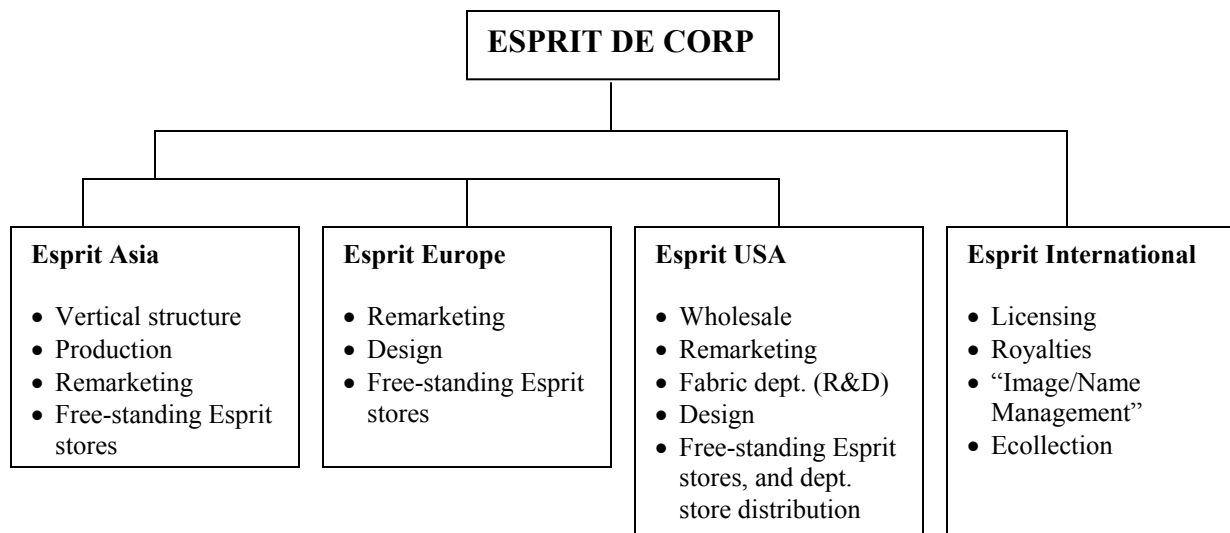 ESPRIT DE CORP
Esprit Asia
• Vertical structure
• Production
• Remarketing
• Free-standing Esprit
stores
Esprit Europe
• Remarketing
• Design
• Free-standing Esprit
stores
Esprit USA
• Wholesale
• Remarketing
• Fabric dept. (R&D)
• Design
• Free-standing Esprit
stores, and dept.
store distribution
Esprit International
• Licensing
• Royalties
• “Image/Name
Management”
• Ecollection